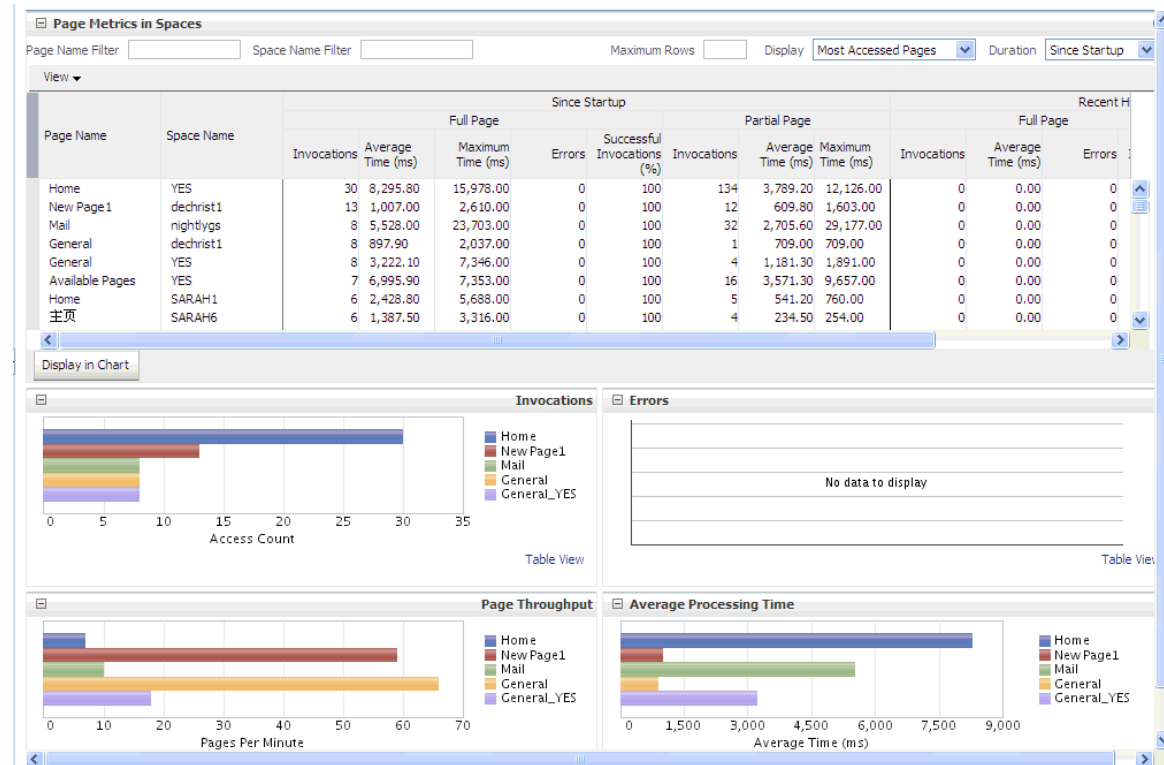 Page Metrics in Spaces
Page Name Filter Space Name Filter Maximum Rows Display Most Accessed Pages Duration Since Startup
View
Since Startup Recent H
Full Page Partial Page Full Page
Page Name Space Name Invocations Average Time (ms) Maximum Time (ms) Errors Successful Invocations (%) Invocations Average Time (ms) Maximum Time (ms) Invocations Average Time (ms) Errors
Home YES 30 8,295.80 15,978.00 0 100 134 3,789.20 12,126.00 0 0.00 0
New Page1 dechrist1 13 1,007.00 2,610.00 0 100 12 609.80 1,603.00 0 0.00 0
Mail nightlygs 8 5,528.00 23,703.00 0 100 32 2,705.60 29,177.00 0 0.00 0
General dechrist1 8 897.90 2,037.00 0 100 1 709.00 709.00 0 0.00 0
General YES 8 3,222.10 7,346.00 0 100 4 1,181.30 1,891.00 0 0.00 0
Available Pages YES 7 6,995.90 7,353.00 0 100 16 3,571.30 9,657.00 0 0.00 0
Home SARAH1 6 2,428.80 5,688.00 0 100 5 541.20 760.00 0 0.00 0
主页 SARAH6 6 1,387.50 3,316.00 0 100 4 234.50 254.00 0 0.00 0
Display in Chart
Invocations
Home
New Page1
Mail
General
General_YES
0 5 10 15 20 25 30 35
Access Count
Table View
Errors
No data to display
Table View
Page Throughput
Home
New Page1
Mail
General
General_YES
0 10 20 30 40 50 60 70
Pages Per Minute
Average Processing Time
Home
New Page1
Mail
General
General_YES
0 1,500 3,000 4,500 6,000 7,500 9,000
Average Time (ms)